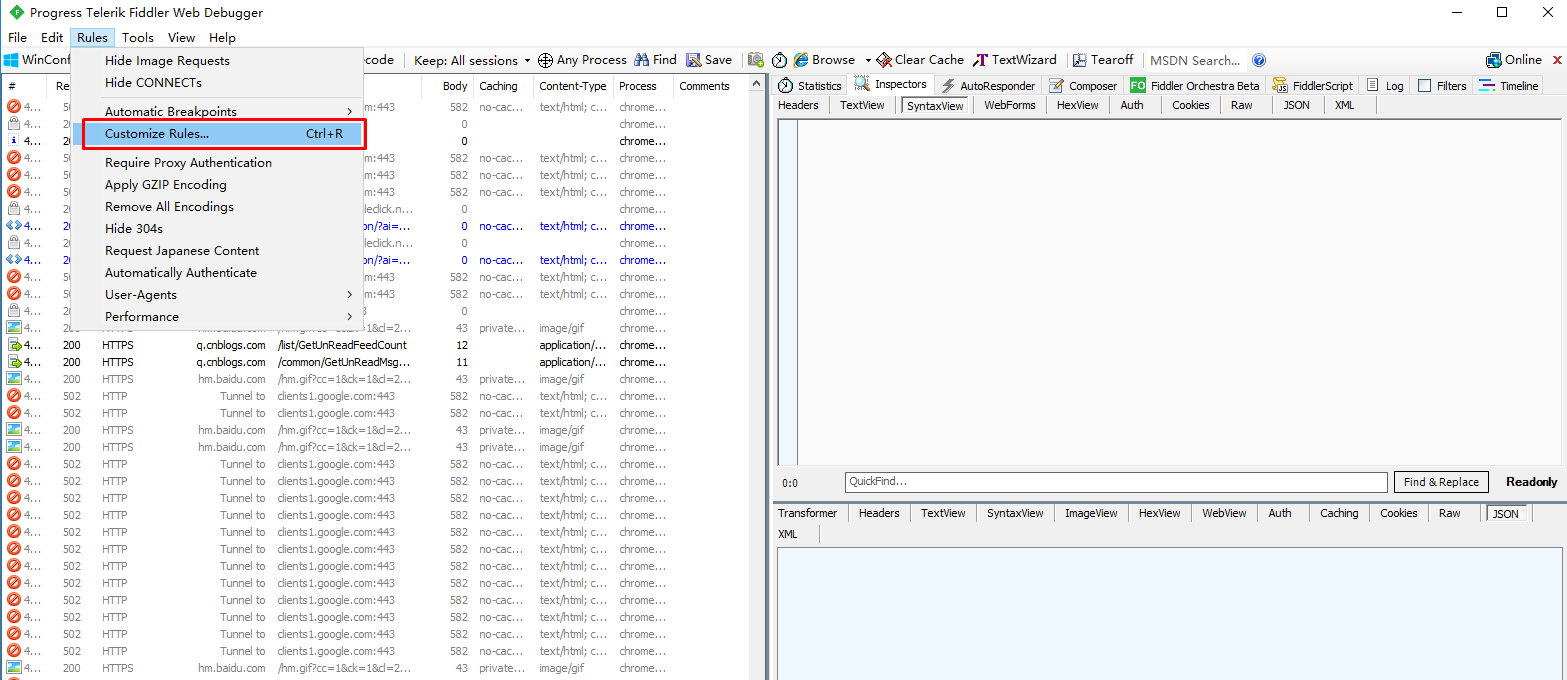 Progress Telerik Fiddler Web Debugger
File Edit Rules Tools View Help
WinConf ecode Keep: All sessions Any Process Find Save Browse Clear Cache TextWizard Tearoff MSDN Search... Online
Hide Image Requests
Hide CONNECTs
Automatic Breakpoints
Customize Rules... Ctrl+R
Require Proxy Authentication
Apply GZIP Encoding
Remove All Encodings
Hide 304s
Request Japanese Content
Automatically Authenticate
User-Agents
Performance
# Re Body Caching Content-Type Process Comments
4... 50 om:443 582 no-cac... text/html; c... chrome...
4... 20 0 chrome...
4... 20 0 chrome...
4... 50 om:443 582 no-cac... text/html; c... chrome...
4... 50 om:443 582 no-cac... text/html; c... chrome...
4... 50 om:443 582 no-cac... text/html; c... chrome...
4... 20 leclick.n... 0 chrome...
4... 20 on/?ai=... 0 no-cac... text/html; c... chrome...
4... 20 leclick.n... 0 chrome...
4... 20 on/?ai=... 0 no-cac... text/html; c... chrome...
4... 50 om:443 582 no-cac... text/html; c... chrome...
4... 50 om:443 582 no-cac... text/html; c... chrome...
4... 20 3 0 chrome...
4... 200 HTTPS hm.baidu.com /hm.gif?cc=1&ck=1&cl=2... 43 private... image/gif chrome...
4... 200 HTTPS q.cnblogs.com /list/GetUnReadFeedCount 12 application/... chrome...
4... 200 HTTPS q.cnblogs.com /common/GetUnReadMsg... 11 application/... chrome...
4... 200 HTTPS hm.baidu.com /hm.gif?cc=1&ck=1&cl=2... 43 private... image/gif chrome...
4... 502 HTTP Tunnel to clients1.google.com:443 582 no-cac... text/html; c... chrome...
4... 502 HTTP Tunnel to clients1.google.com:443 582 no-cac... text/html; c... chrome...
4... 200 HTTPS hm.baidu.com /hm.gif?cc=1&ck=1&cl=2... 43 private... image/gif chrome...
4... 200 HTTPS hm.baidu.com /hm.gif?cc=1&ck=1&cl=2... 43 private... image/gif chrome...
4... 502 HTTP Tunnel to clients1.google.com:443 582 no-cac... text/html; c... chrome...
4... 502 HTTP Tunnel to clients1.google.com:443 582 no-cac... text/html; c... chrome...
4... 502 HTTP Tunnel to clients1.google.com:443 582 no-cac... text/html; c... chrome...
4... 502 HTTP Tunnel to clients1.google.com:443 582 no-cac... text/html; c... chrome...
4... 502 HTTP Tunnel to clients1.google.com:443 582 no-cac... text/html; c... chrome...
4... 502 HTTP Tunnel to clients1.google.com:443 582 no-cac... text/html; c... chrome...
4... 502 HTTP Tunnel to clients1.google.com:443 582 no-cac... text/html; c... chrome...
4... 502 HTTP Tunnel to clients1.google.com:443 582 no-cac... text/html; c... chrome...
4... 502 HTTP Tunnel to clients1.google.com:443 582 no-cac... text/html; c... chrome...
4... 502 HTTP Tunnel to clients1.google.com:443 582 no-cac... text/html; c... chrome...
4... 502 HTTP Tunnel to clients1.google.com:443 582 no-cac... text/html; c... chrome...
4... 502 HTTP Tunnel to clients1.google.com:443 582 no-cac... text/html; c... chrome...
4... 200 HTTPS hm.baidu.com /hm.gif?cc=1&ck=1&cl=2... 43 private... image/gif chrome...
Statistics Inspectors AutoResponder Composer FO Fiddler Orchestra Beta FiddlerScript Log Filters Timeline
Headers TextView SyntaxView WebForms HexView Auth Cookies Raw JSON XML
0:0 QuickFind... Find & Replace Readonly
Transformer Headers TextView SyntaxView ImageView HexView WebView Auth Caching Cookies Raw JSON
XML